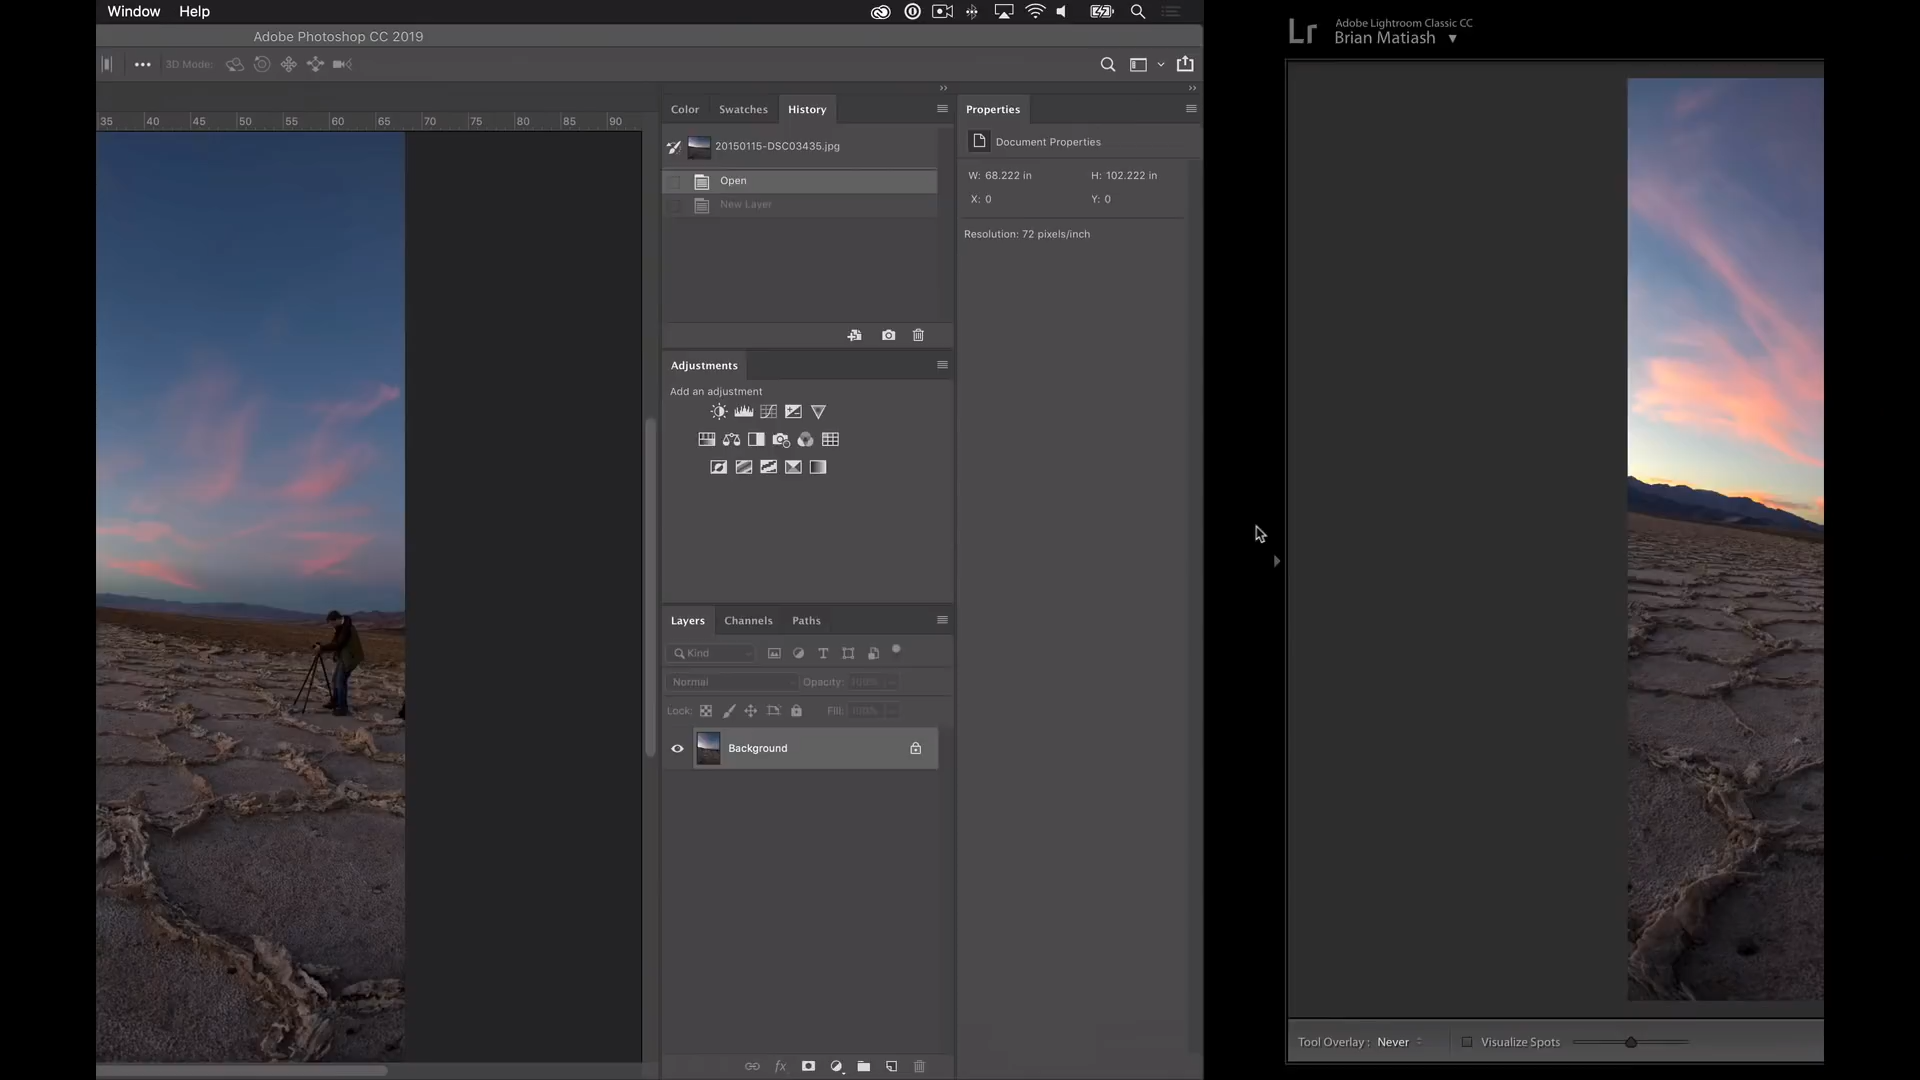 Window Help
Adobe Photoshop CC 2019
3D Mode:
35 40 45 50 55 60 65 70 75 80 85 90
Color Swatches History
20150115-DSC03435.jpg
Open
New Layer
Adjustments
Add an adjustment
Layers Channels Paths
Kind
Normal Opacity: 100%
Lock: Fill: 100%
Background
fx
Properties
Document Properties
W: 68.222 in H: 102.222 in
X: 0 Y: 0
Resolution: 72 pixels/inch
Lr
Adobe Lightroom Classic CC
Brian Matiash
Tool Overlay : Never Visualize Spots